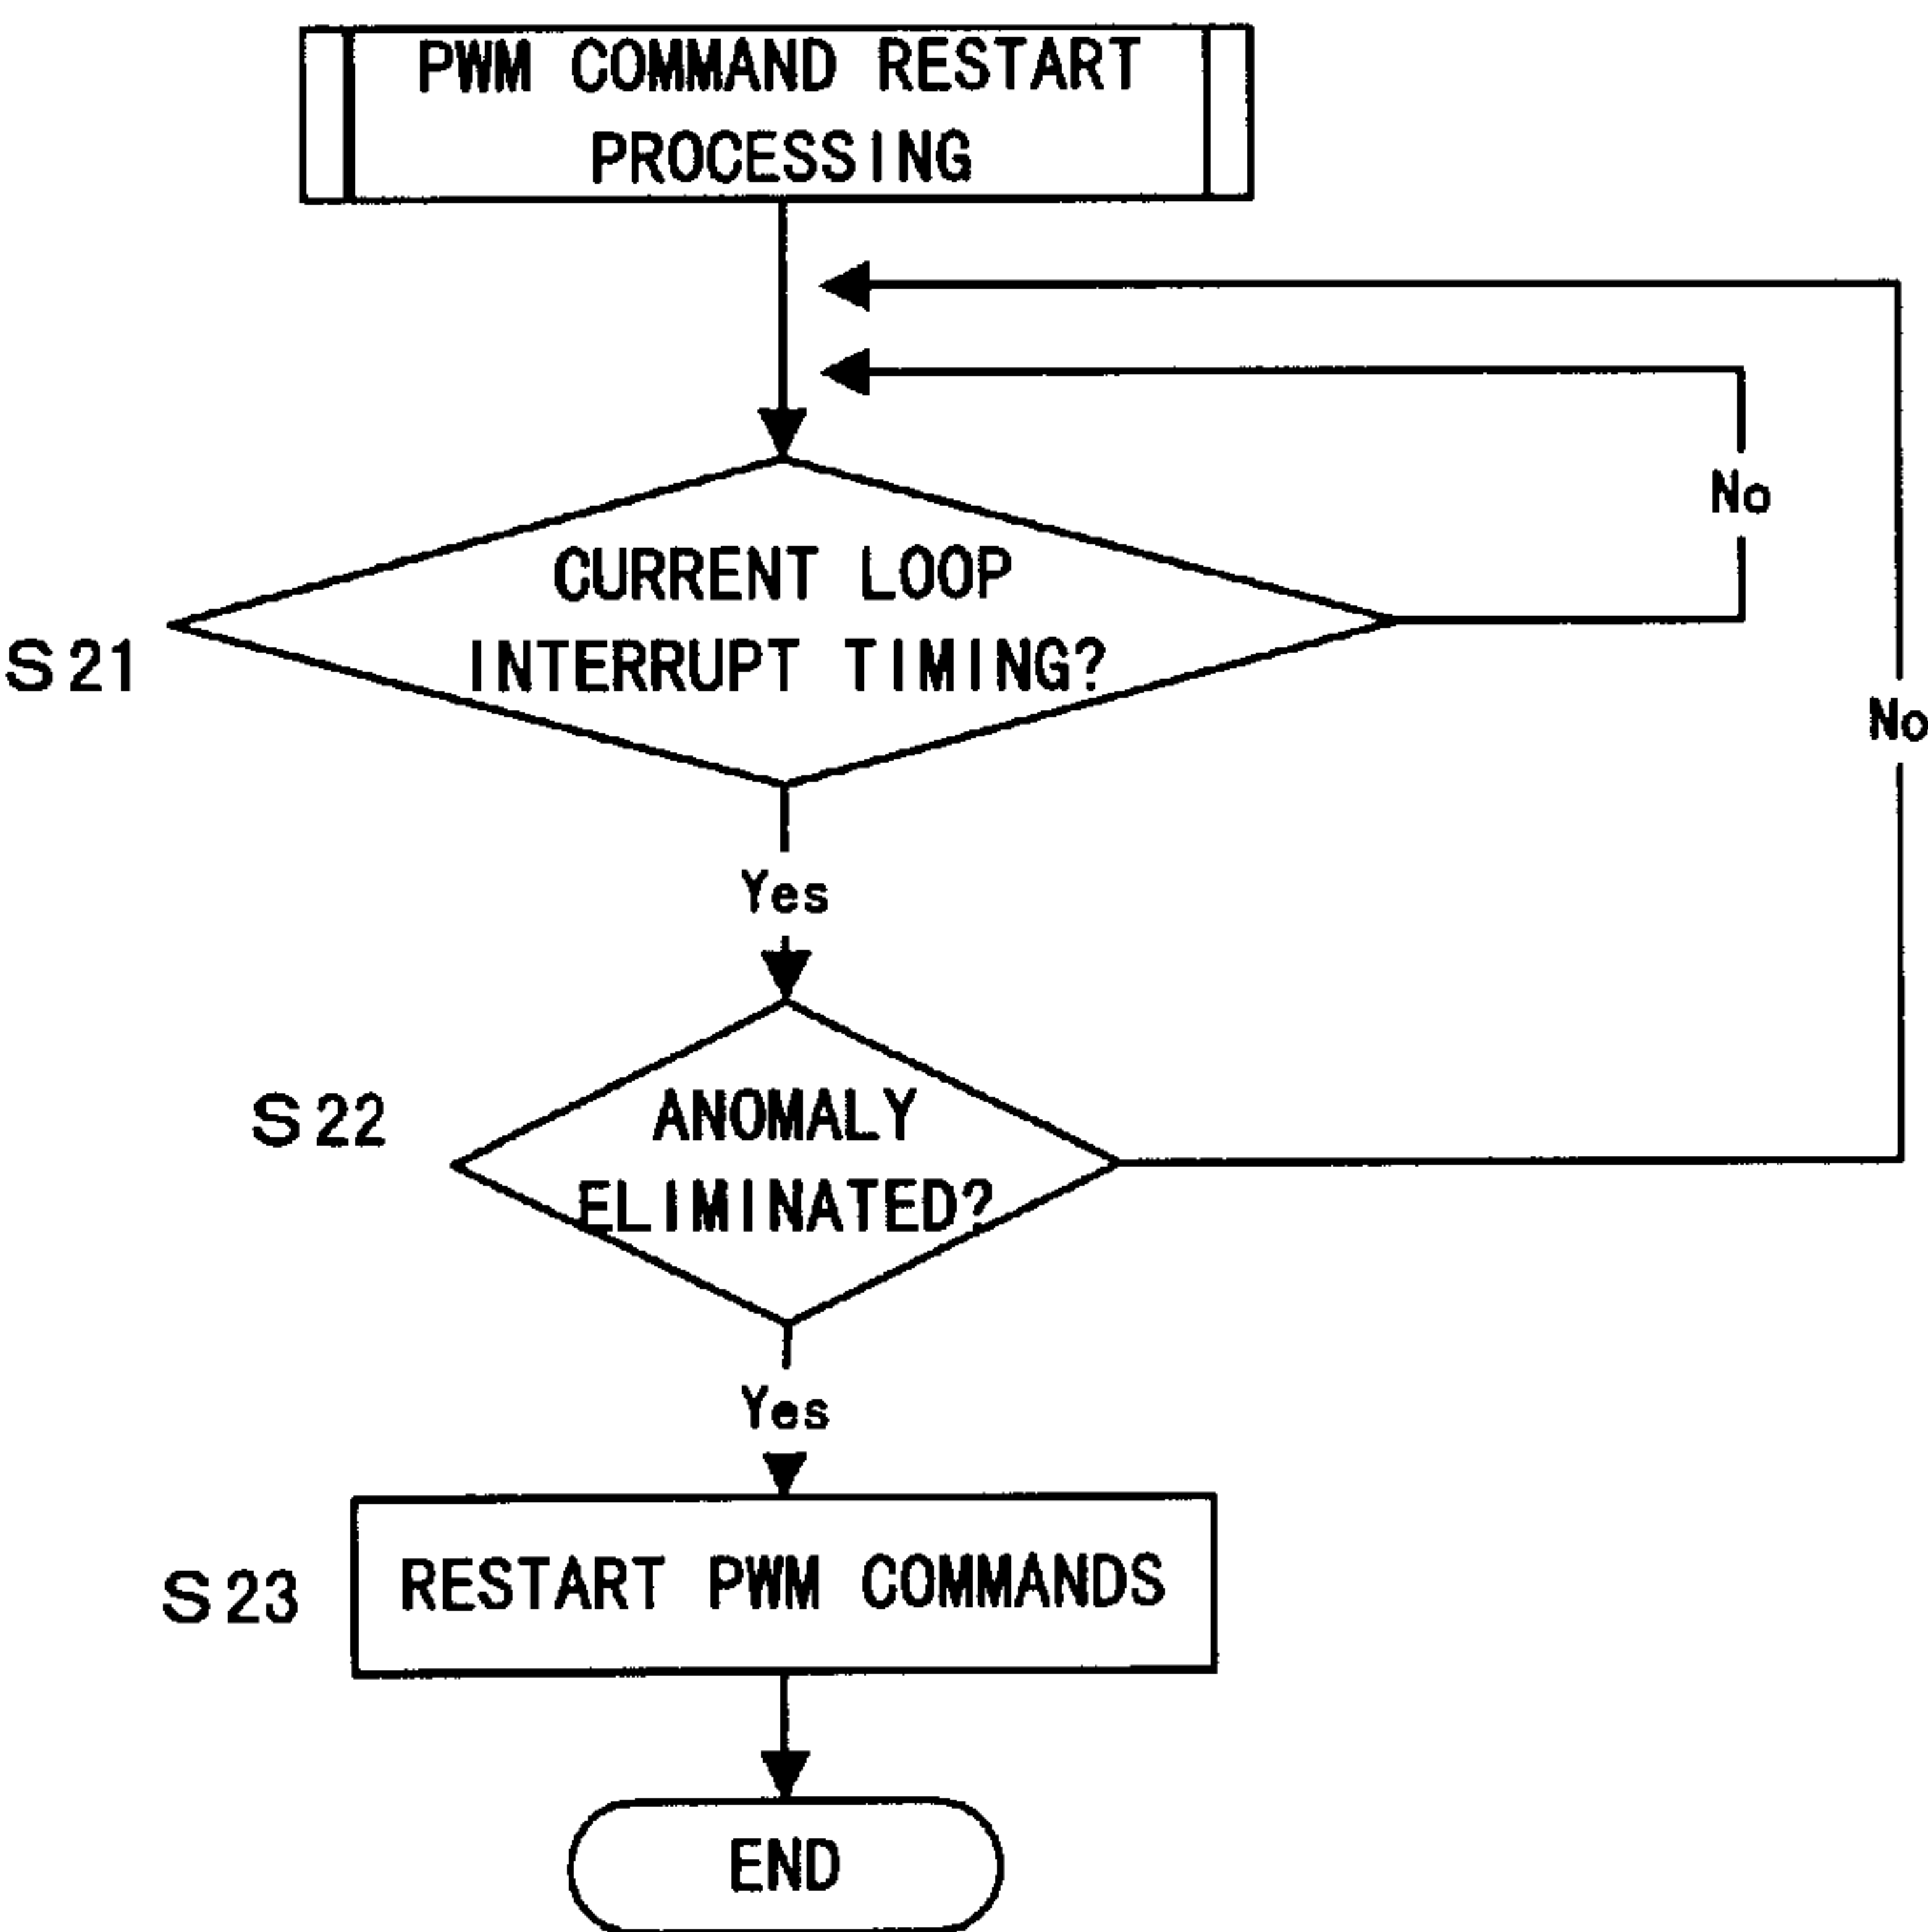 PWM COMMAND RESTART
PROCESSING
No
CURRENT LOOP
INTERRUPT TIMING?
S21
No
Yes
S22
ANOMALY
ELIMINATED?
Yes
S23
RESTART PWM COMMANDS
END